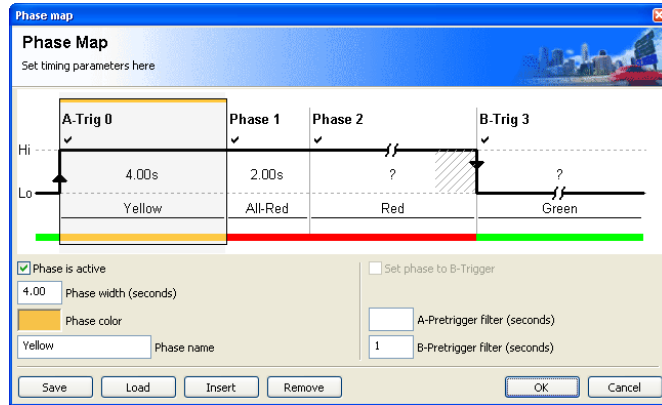 Phase map
Phase Map
Set timing parameters here
A-Trig 0 Phase 1 Phase 2 B-Trig 3
Hi
4.00s 2.00s ? ?
Lo
Yellow All-Red Red Green
Phase is active Set phase to B-Trigger
4.00 Phase width (seconds)
Phase color A-Pretrigger filter (seconds)
Yellow Phase name 1 B-Pretrigger filter (seconds)
Save Load Insert Remove OK Cancel